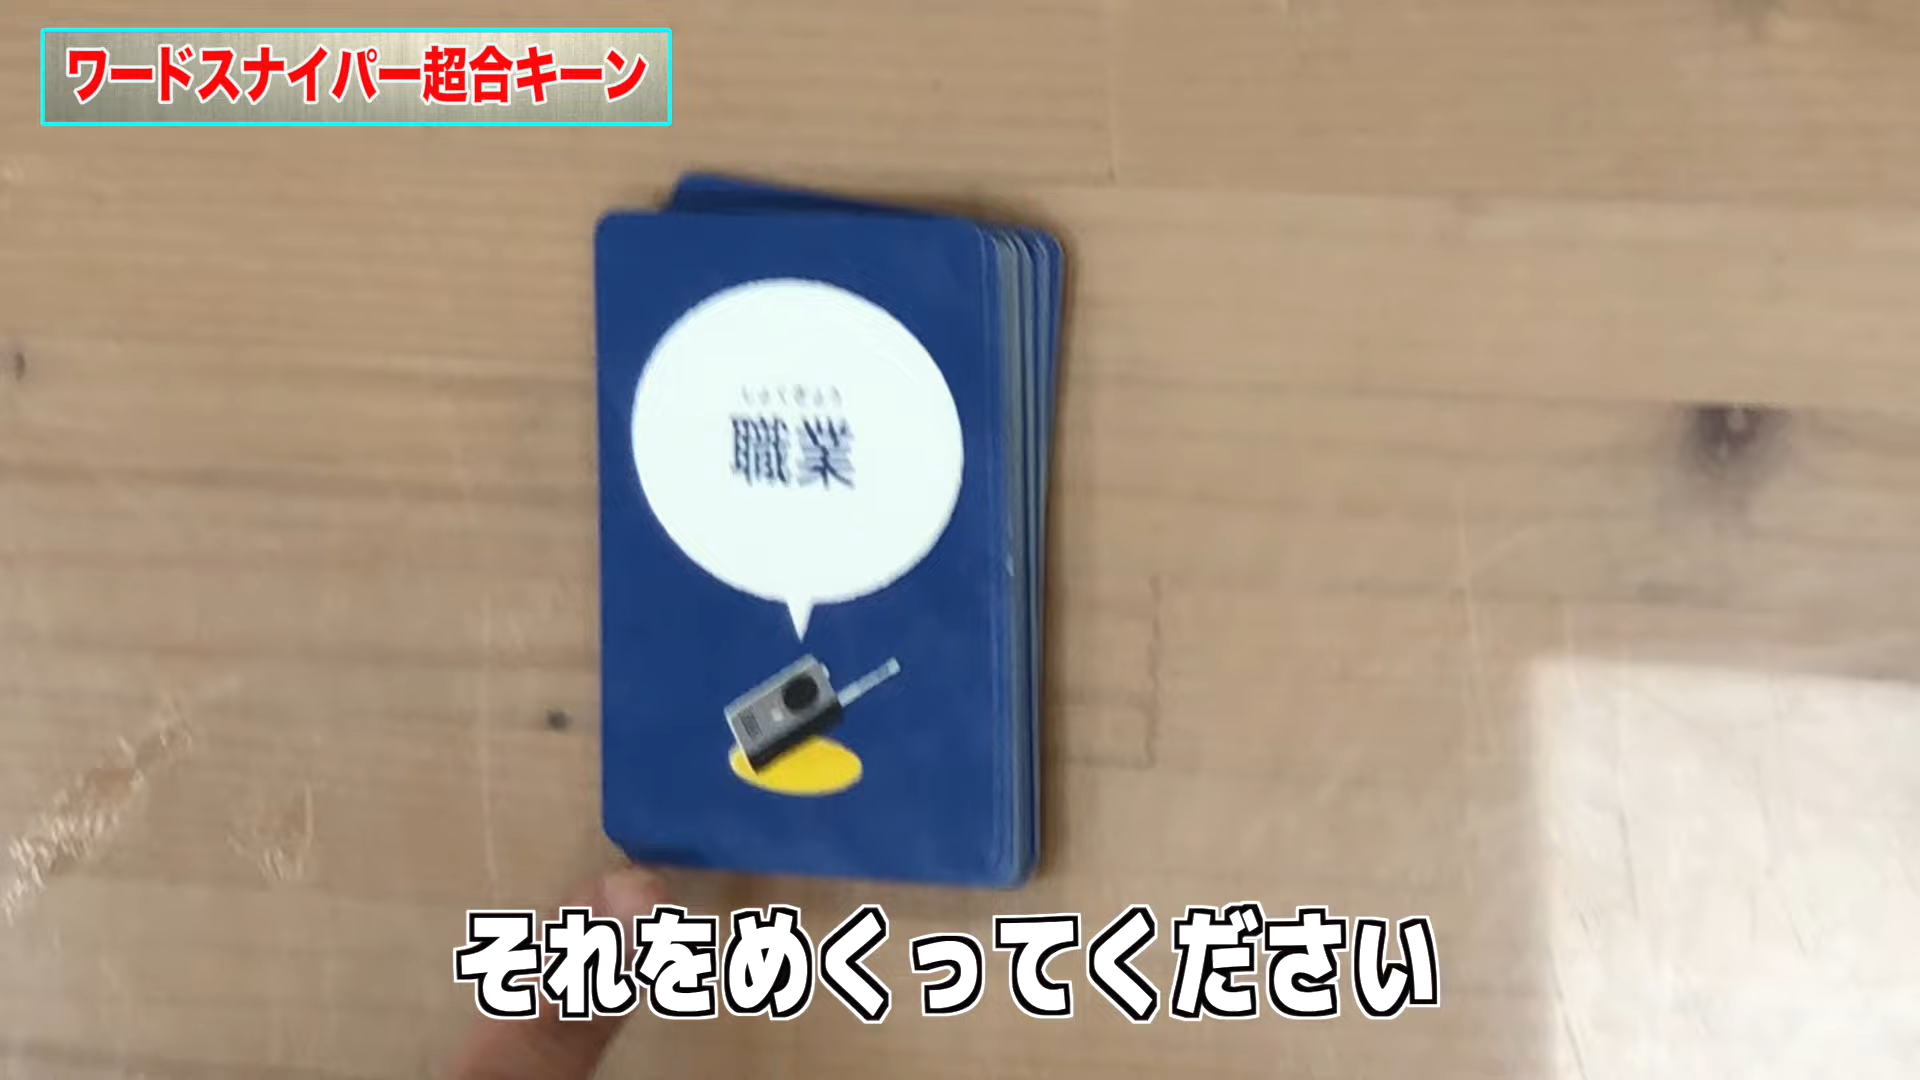 ワードスナイパー超合キーン
職業
それをめくってください